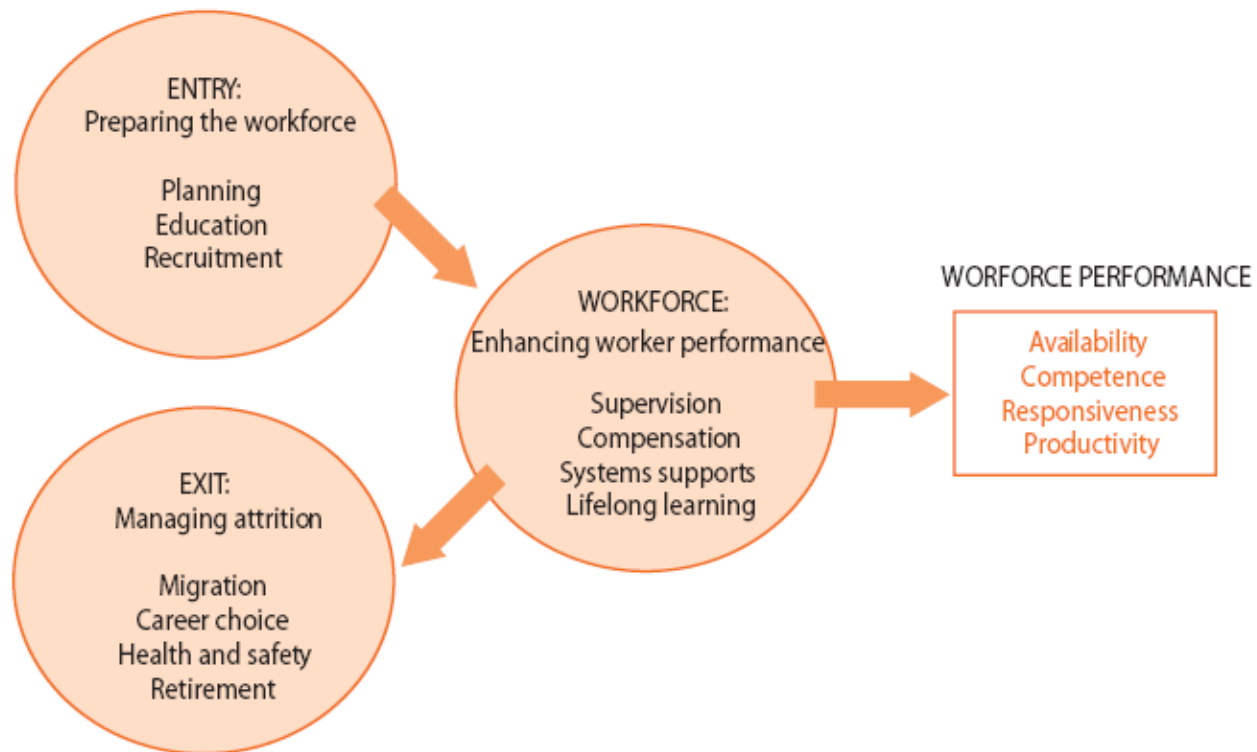 ENTRY:
Preparing the workforce
Planning
Education
Recruitment
WORKFORCE:
Enhancing worker performance
Supervision
Compensation
Systems supports
Lifelong learning
EXIT:
Managing attrition
Migration
Career choice
Health and safety
Retirement
WORFORCE PERFORMANCE
Availability
Competence
Responsiveness
Productivity